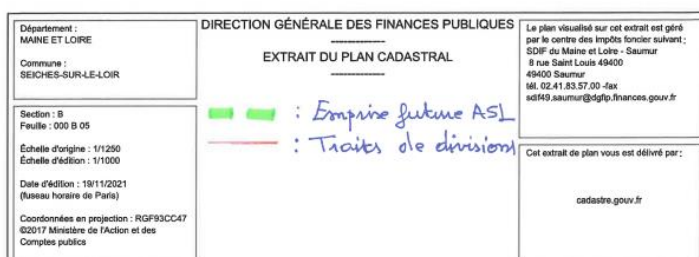 Département :
MAINE ET LOIRE
Commune :
SEICHES-SUR-LE-LOIR
Section : B
Feuille : 000 B 05
Échelle d'origine : 1/1250
Échelle d'édition : 1/1000
Date d'édition : 19/11/2021
(fuseau horaire de Paris)
Coordonnées en projection : RGF93CC47
©2017 Ministère de l'Action et des
Comptes publics
DIRECTION GÉNÉRALE DES FINANCES PUBLIQUES
-------------
EXTRAIT DU PLAN CADASTRAL
-------------
: Emprise future ASL
: Traits de divisions
Le plan visualisé sur cet extrait est géré
par le centre des impôts foncier suivant :
SDIF du Maine et Loire - Saumur
8 rue Saint Louis 49400
49400 Saumur
tél. 02.41.83.57.00 -fax
sdif49.saumur@dgfip.finances.gouv.fr
Cet extrait de plan vous est délivré par :
cadastre.gouv.fr